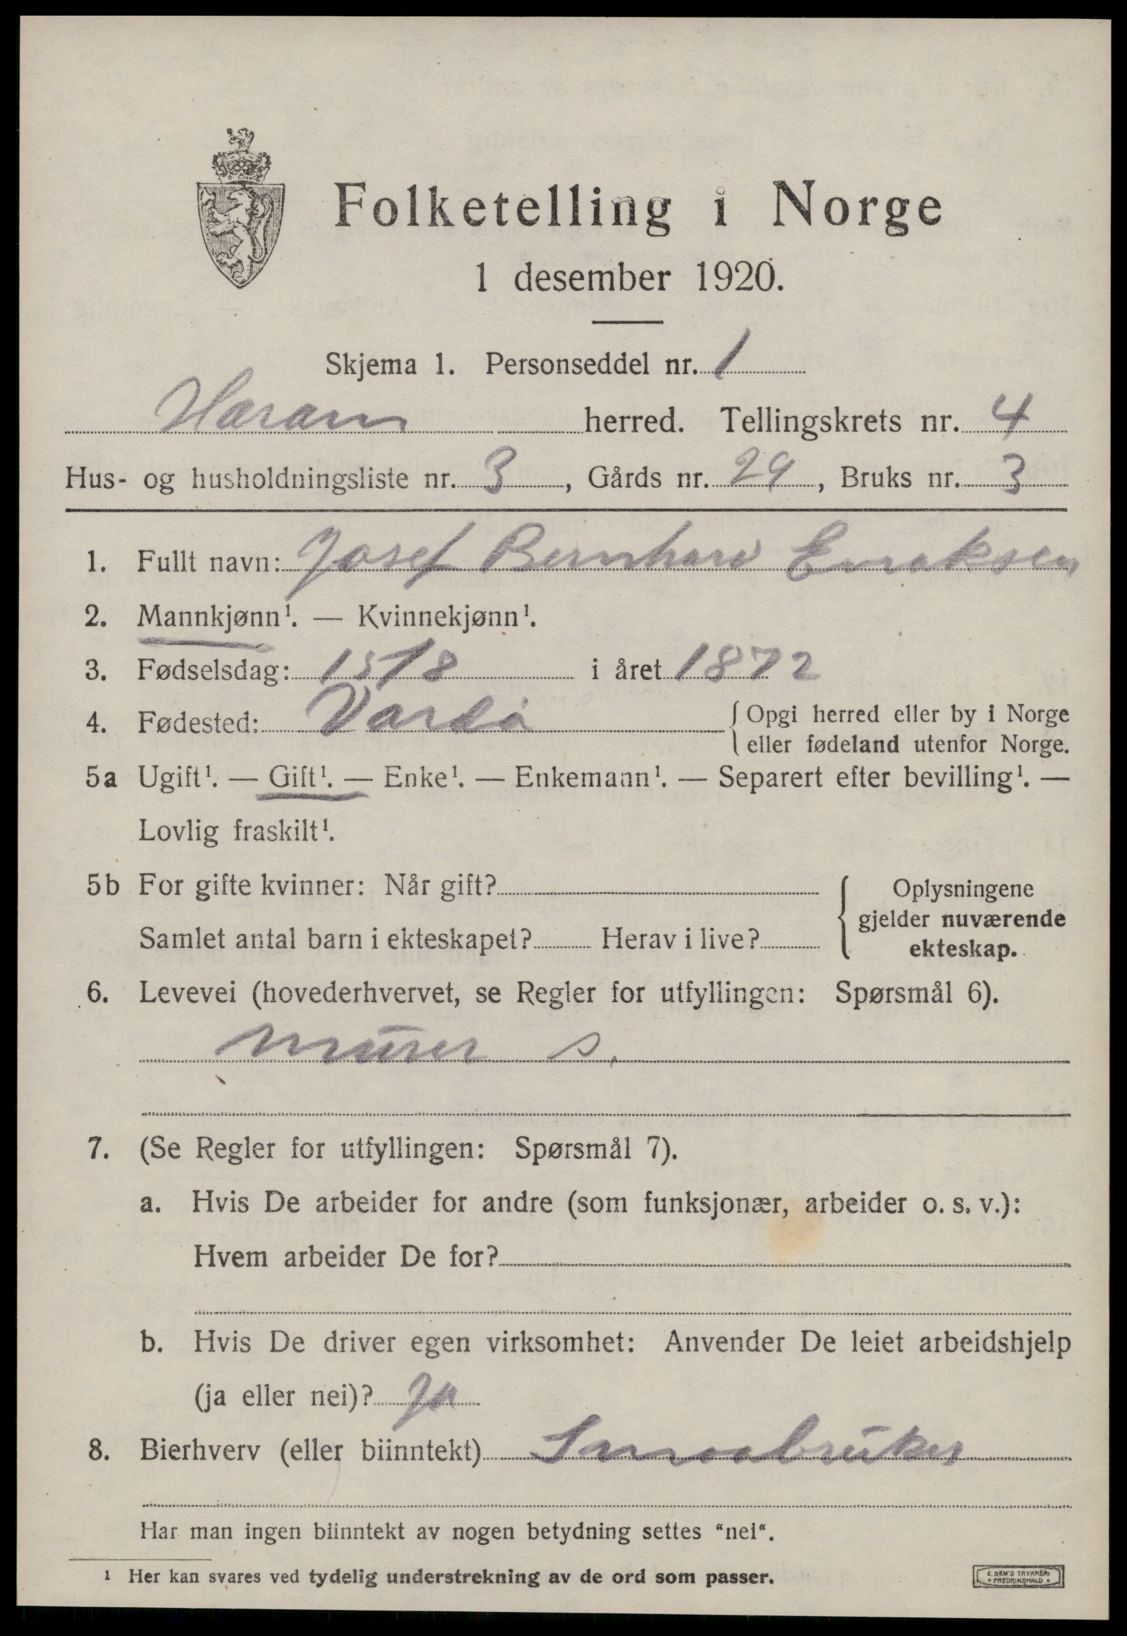 Folketelling i Norge
1 desember 1920.
Skjema 1. Personseddel nr. 1
Haram herred. Tellingskrets nr. 4
Hus- og husholdningsliste nr. 3, Gårds nr. 29, Bruks nr. 3
1. Fullt navn: Josef Bernhard
2. Mannkjønn¹. — Kvinnekjønn¹.
3. Fødselsdag: 15/8 i året 1872
4. Fødested: Vardø { Opgi herred eller by i Norge
eller fødeland utenfor Norge.
5a Ugift¹. — Gift¹. — Enke¹. — Enkemann¹. — Separert efter bevilling¹. —
Lovlig fraskilt¹.
5b For gifte kvinner: Når gift?
Samlet antal barn i ekteskapet? Herav i live?
{ Oplysningene
gjelder nuværende
ekteskap.
6. Levevei (hovederhvervet, se Regler for utfyllingen: Spørsmål 6).
Murer s.
7. (Se Regler for utfyllingen: Spørsmål 7).
a. Hvis De arbeider for andre (som funksjonær, arbeider o. s. v.):
Hvem arbeider De for?
b. Hvis De driver egen virksomhet: Anvender De leiet arbeidshjelp
(ja eller nei)? Ja
8. Bierhverv (eller biinntekt) Smaabruker
Har man ingen biinntekt av nogen betydning settes "nei".
1 Her kan svares ved tydelig understrekning av de ord som passer.
E. SEM'S TRYKKERI
FREDRIKSHALD